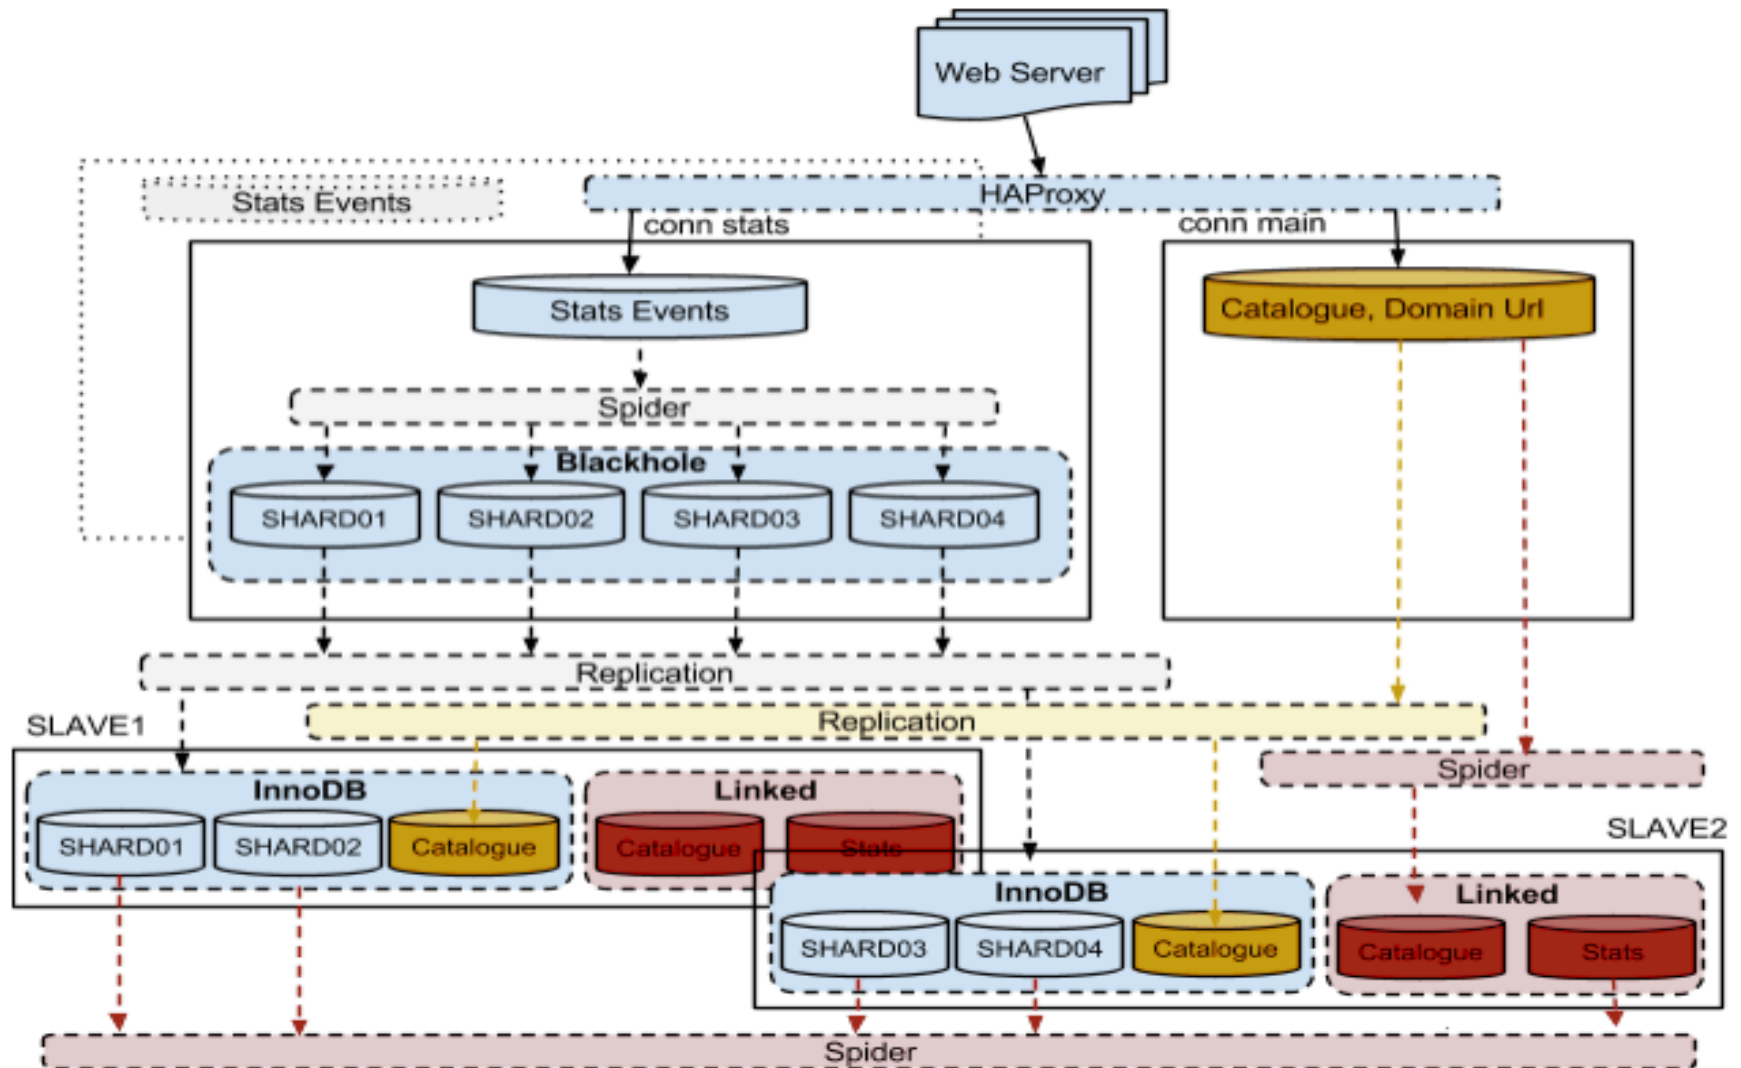 Web Server
HAProxy
Stats Events
conn stats
conn main
Stats Events
Catalogue, Domain Url
Spider
Blackhole
SHARD01
SHARD02
SHARD03
SHARD04
Replication
Replication
SLAVE1
Spider
InnoDB
Linked
SHARD01
SHARD02
Catalogue
Catalogue
Stats
SLAVE2
InnoDB
Linked
SHARD03
SHARD04
Catalogue
Catalogue
Stats
Spider